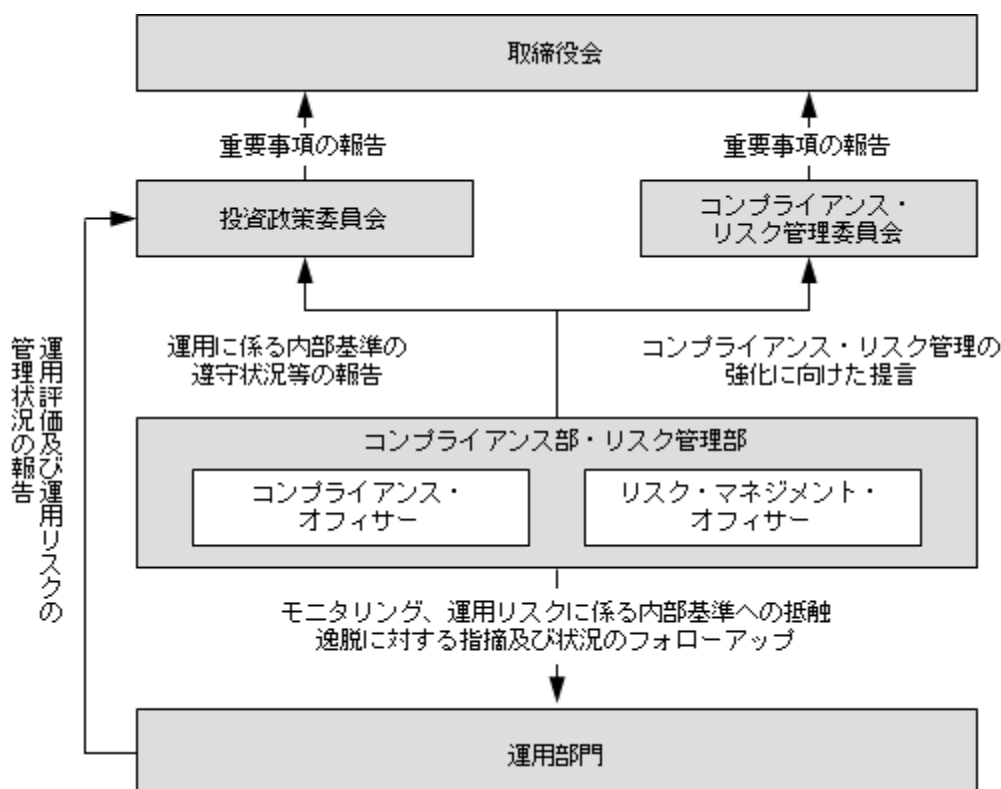 取締役会
重要事項の報告
重要事項の報告
投資政策委員会
コンプライアンス・
リスク管理委員会
運用に係る内部基準の
遵守状況等の報告
コンプライアンス・リスク管理の
強化に向けた提言
運用評価及び運用リスクの
管理状況の報告
コンプライアンス部・リスク管理部
コンプライアンス・
オフィサー
リスク・マネジメント・
オフィサー
モニタリング、運用リスクに係る内部基準への抵触
逸脱に対する指摘及び状況のフォローアップ
運用部門